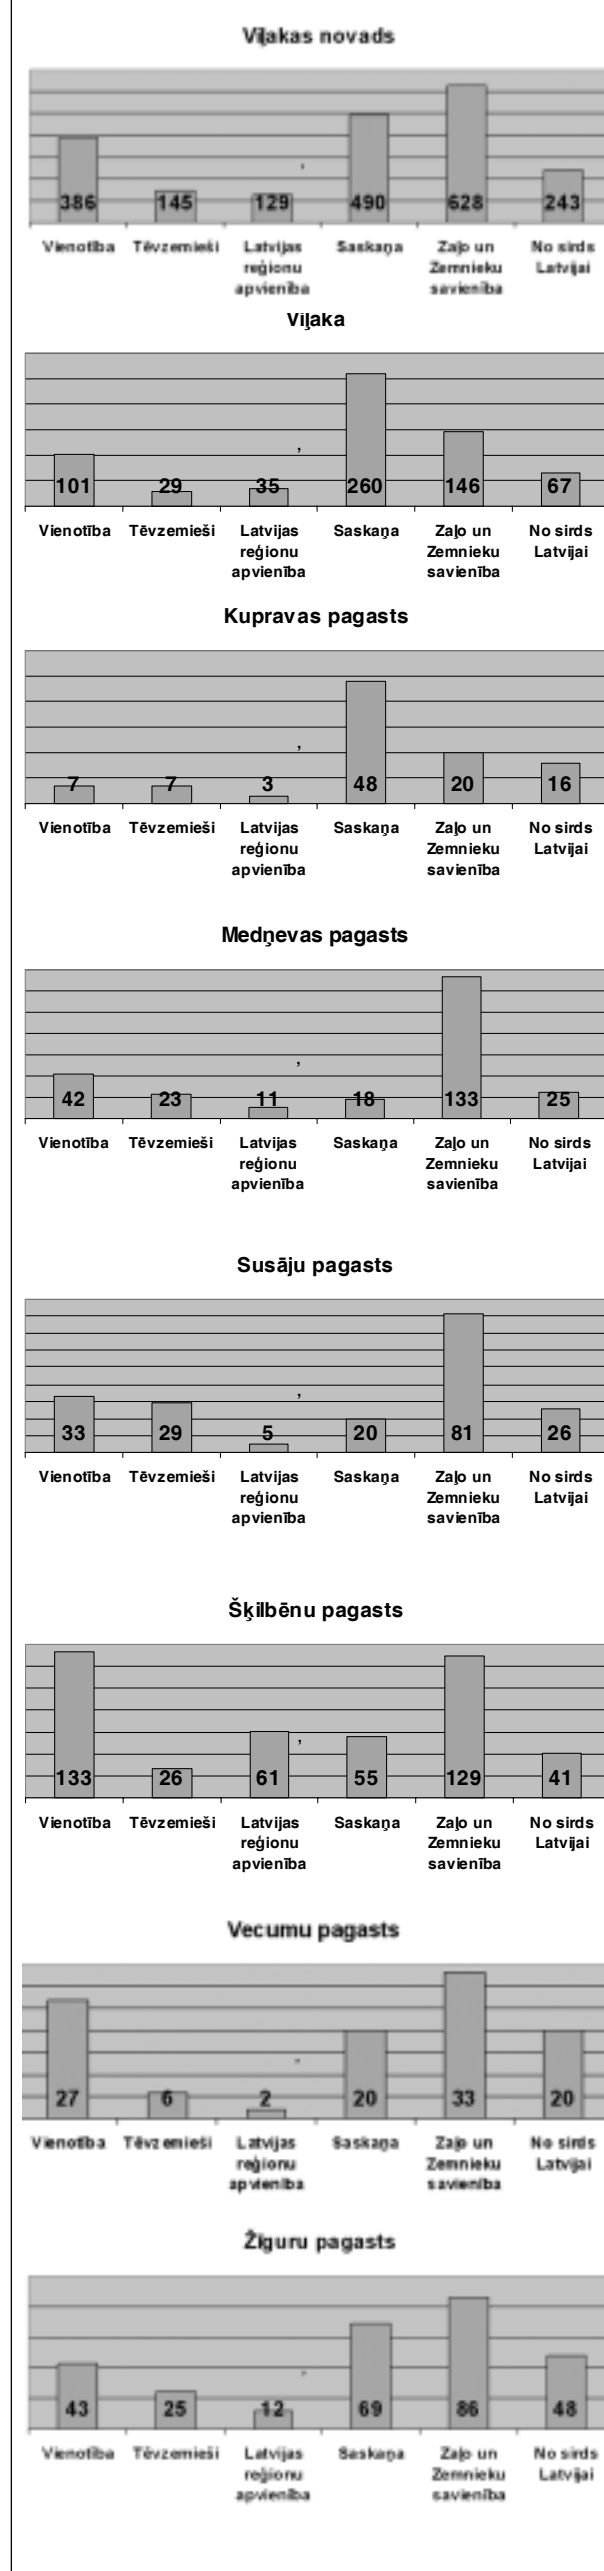 Viļakas novads
386 145 129 490 628 243
Vienotība Tēvzemieši Latvijas Saskaņa Zaļo un No sirds
reģionu Zemnieku Latvijai
apvienība savienība
Viļaka
101 29 35 260 146 67
Vienotība Tēvzemieši Latvijas Saskaņa Zaļo un No sirds
reģionu Zemnieku Latvijai
apvienība savienība
Kupravas pagasts
7 7 3 48 20 16
Vienotība Tēvzemieši Latvijas Saskaņa Zaļo un No sirds
reģionu Zemnieku Latvijai
apvienība savienība
Medņevas pagasts
42 23 11 18 133 25
Vienotība Tēvzemieši Latvijas Saskaņa Zaļo un No sirds
reģionu Zemnieku Latvijai
apvienība savienība
Susāju pagasts
33 29 5 20 81 26
Vienotība Tēvzemieši Latvijas Saskaņa Zaļo un No sirds
reģionu Zemnieku Latvijai
apvienība savienība
Šķilbēnu pagasts
133 26 61 55 129 41
Vienotība Tēvzemieši Latvijas Saskaņa Zaļo un No sirds
reģionu Zemnieku Latvijai
apvienība savienība
Vecumu pagasts
27 6 2 20 33 20
Vienotība Tēvzemieši Latvijas Saskaņa Zaļo un No sirds
reģionu Zemnieku Latvijai
apvienība savienība
Žīguru pagasts
43 25 12 69 86 48
Vienotība Tēvzemieši Latvijas Saskaņa Zaļo un No sirds
reģionu Zemnieku Latvijai
apvienība savienība